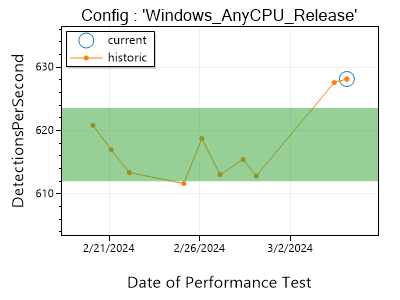 Config : 'Windows_AnyCPU_Release'
current
historic
DetectionsPerSecond
630
620
610
2/21/2024
2/26/2024
3/2/2024
Date of Performance Test